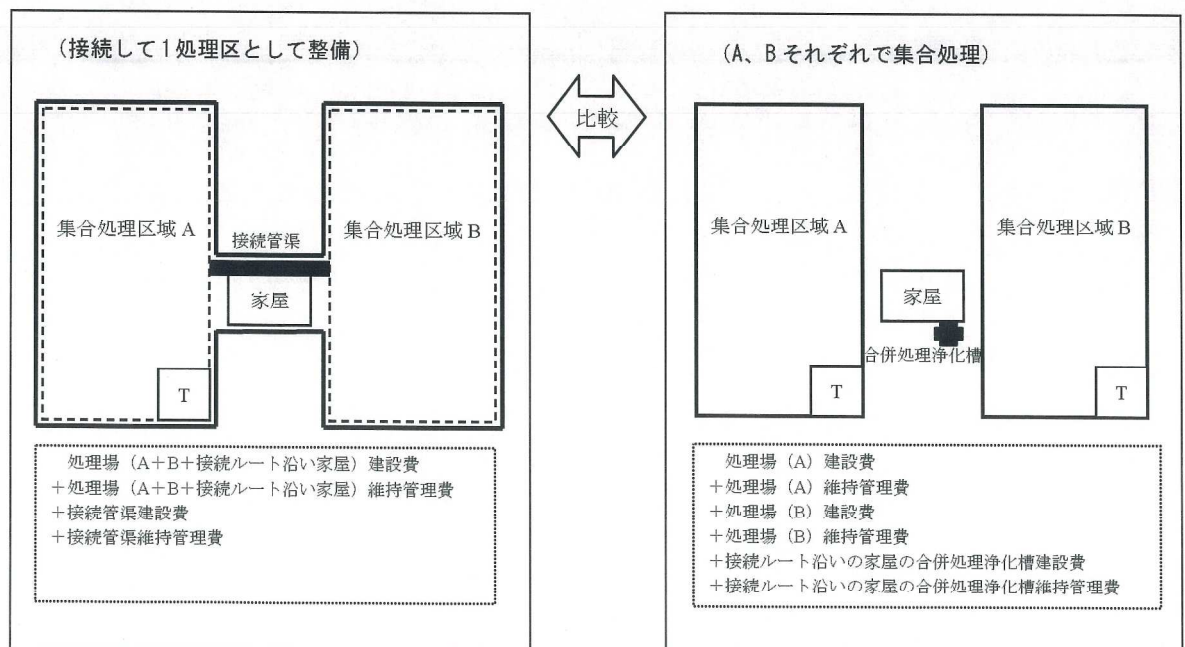 (接続して1処理区として整備)
集合処理区域 A
接続管渠
集合処理区域 B
家屋
T
処理場 (A+B+接続ルート沿い家屋) 建設費
+処理場 (A+B+接続ルート沿い家屋) 維持管理費
+接続管渠建設費
+接続管渠維持管理費
比較
(A、B それぞれで集合処理)
集合処理区域 A
集合処理区域 B
家屋
合併処理浄化槽
T
T
処理場 (A) 建設費
+処理場 (A) 維持管理費
+処理場 (B) 建設費
+処理場 (B) 維持管理費
+接続ルート沿いの家屋の合併処理浄化槽建設費
+接続ルート沿いの家屋の合併処理浄化槽維持管理費